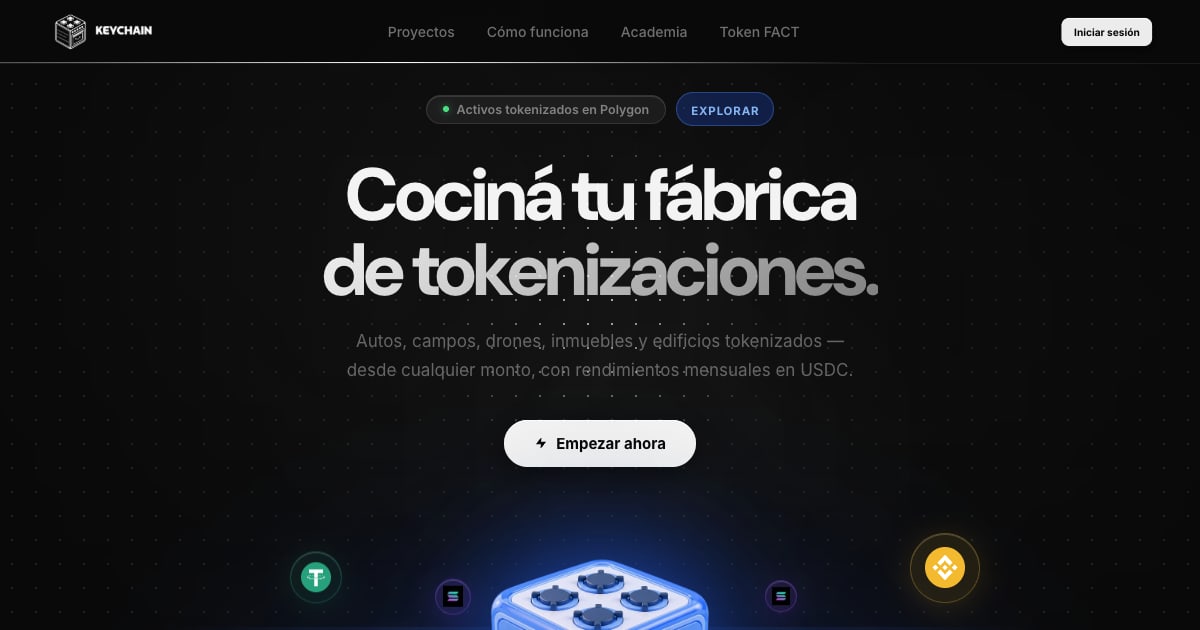 KEYCHAIN
Proyectos Cómo funciona Academia Token FACT
Iniciar sesión
Activos tokenizados en Polygon
EXPLORAR
Cociná tu fábrica
de tokenizaciones.
Autos, campos, drones, inmuebles y edificios tokenizados —
desde cualquier monto, con rendimientos mensuales en USDC.
Empezar ahora